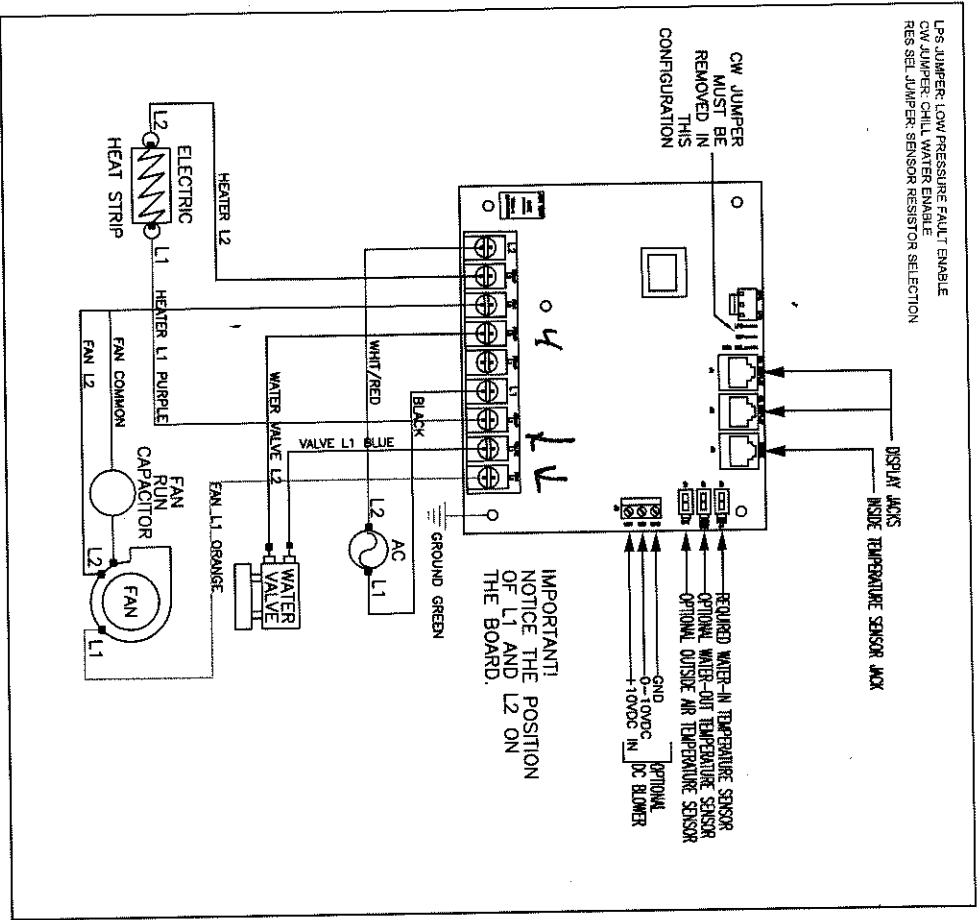 LPS JUMPER: LOW PRESSURE FAULT ENABLE
CW JUMPER: CHILL WATER ENABLE
RES SEL JUMPER: SENSOR RESISTOR SELECTION
CW JUMPER
MUST BE
REMOVED IN
THIS
CONFIGURATION
DISPLAY JACKS
INSIDE TEMPERATURE SENSOR JACK
REQUIRED WATER-IN TEMPERATURE SENSOR
OPTIONAL WATER-OUT TEMPERATURE SENSOR
OPTIONAL OUTSIDE AIR TEMPERATURE SENSOR
GND
0-10VDC
+10VDC IN
OPTIONAL
DC BLOWER
IMPORTANT!
NOTICE THE POSITION
OF L1 AND L2 ON
THE BOARD.
L2
L1
4
GROUND GREEN
HEATER L2
WHIT/RED
BLACK
VALVE L1 BLUE
WATER VALVE L2
L2
AC
L1
ELECTRIC
HEAT STRIP
L2
L1
HEATER L1 PURPLE
FAN COMMON
FAN L2
FAN L1 ORANGE
WATER
VALVE
FAN
RUN
CAPACITOR
L2
FAN
L1